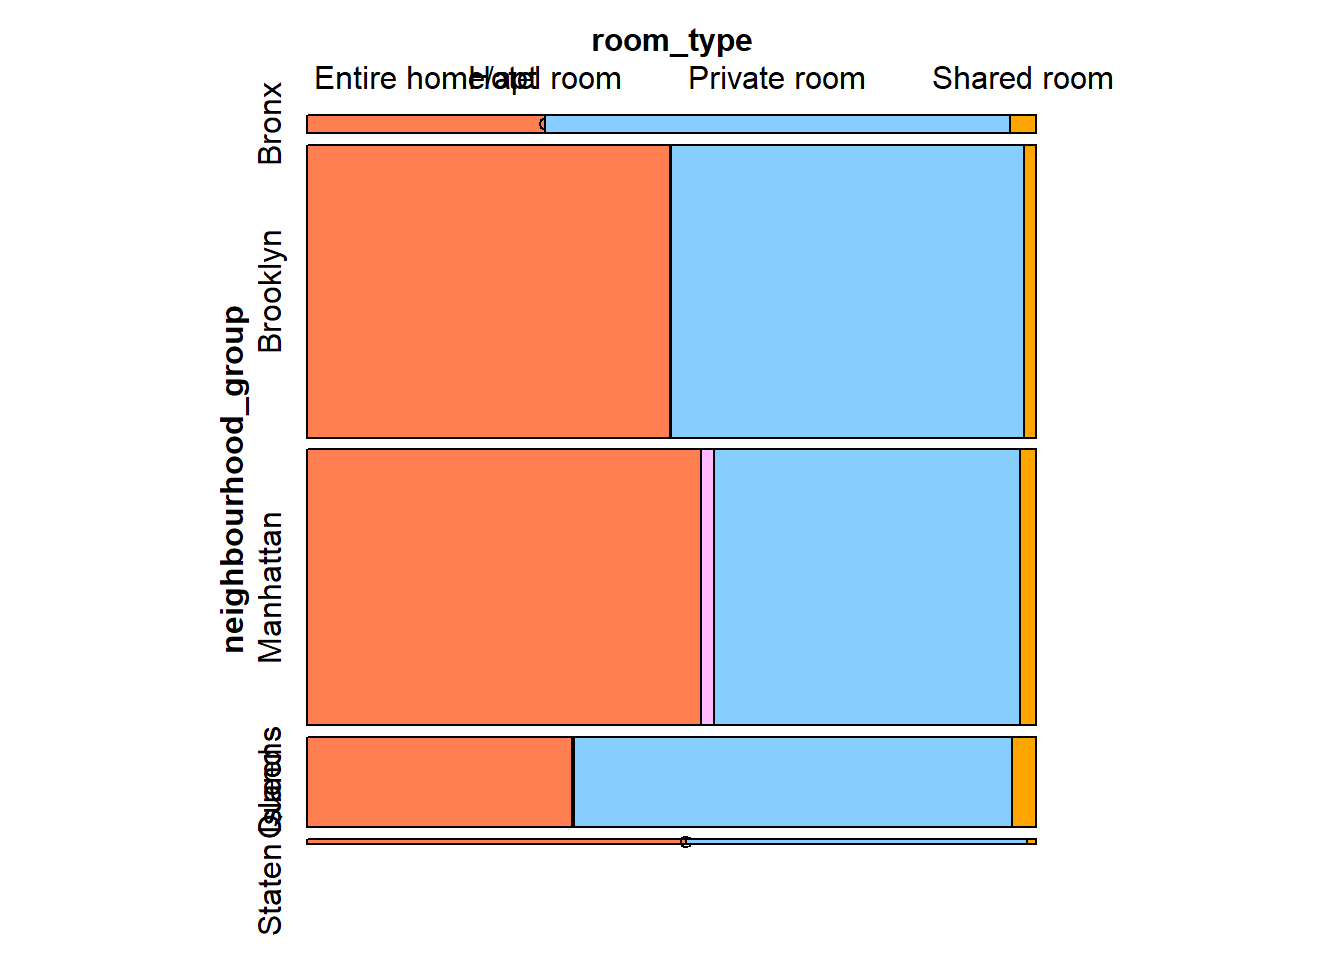 room_type
Entire home/apt Hotel room Private room Shared room
neighbourhood_group
Bronx
Brooklyn
Manhattan
Queens
Staten Island